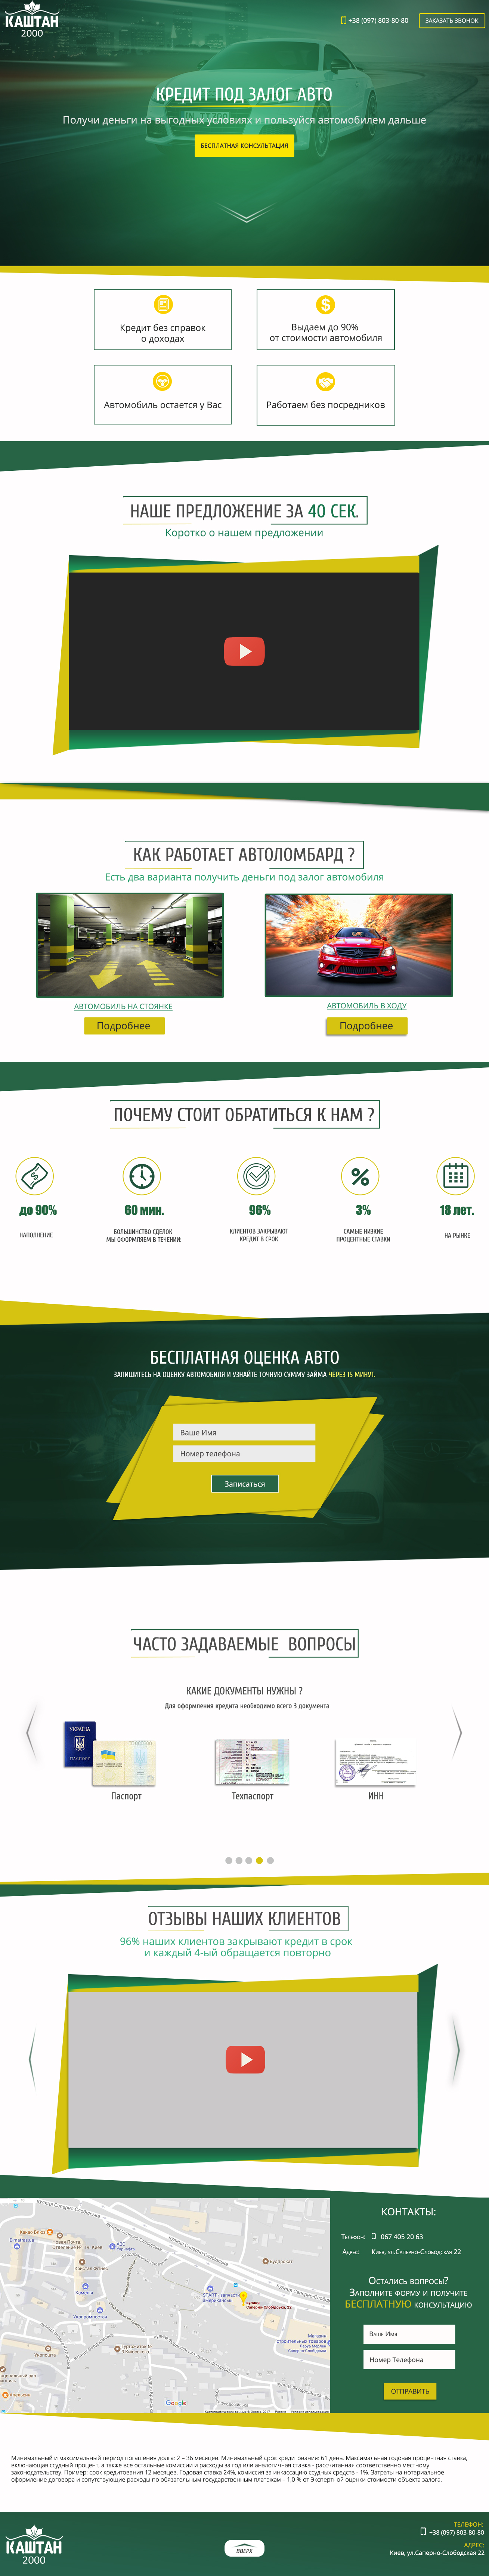 КАШТАН
2000
+38 (097) 803-80-80
ЗАКАЗАТЬ ЗВОНОК
КРЕДИТ ПОД ЗАЛОГ АВТО
Получи деньги на выгодных условиях и пользуйся автомобилем дальше
БЕСПЛАТНАЯ КОНСУЛЬТАЦИЯ
Кредит без справок
о доходах
Выдаем до 90%
от стоимости автомобиля
Автомобиль остается у Вас
Работаем без посредников
НАШЕ ПРЕДЛОЖЕНИЕ ЗА 40 СЕК.
Коротко о нашем предложении
КАК РАБОТАЕТ АВТОЛОМБАРД ?
Есть два варианта получить деньги под залог автомобиля
АВТОМОБИЛЬ НА СТОЯНКЕ
АВТОМОБИЛЬ В ХОДУ
Подробнее
Подробнее
ПОЧЕМУ СТОИТ ОБРАТИТЬСЯ К НАМ ?
до 90%
60 мин.
96%
3%
18 лет.
НАПОЛНЕНИЕ
БОЛЬШИНСТВО СДЕЛОК
МЫ ОФОРМЛЯЕМ В ТЕЧЕНИИ:
КЛИЕНТОВ ЗАКРЫВАЮТ
КРЕДИТ В СРОК
САМЫЕ НИЗКИЕ
ПРОЦЕНТНЫЕ СТАВКИ
НА РЫНКЕ
БЕСПЛАТНАЯ ОЦЕНКА АВТО
ЗАПИШИТЕСЬ НА ОЦЕНКУ АВТОМОБИЛЯ И УЗНАЙТЕ ТОЧНУЮ СУММУ ЗАЙМА ЧЕРЕЗ 15 МИНУТ.
Ваше Имя
Номер телефона
Записаться
ЧАСТО ЗАДАВАЕМЫЕ ВОПРОСЫ
КАКИЕ ДОКУМЕНТЫ НУЖНЫ ?
Для оформления кредита необходимо всего 3 документа
УКРАЇНА
ПАСПОРТ
Паспорт
Техпаспорт
ИНН
ОТЗЫВЫ НАШИХ КЛИЕНТОВ
96% наших клиентов закрывают кредит в срок
и каждый 4-ый обращается повторно
КОНТАКТЫ:
Телефон: 067 405 20 63
Адрес: Киев, ул.Саперно-Слободская 22
Остались вопросы?
Заполните форму и получите
БЕСПЛАТНУЮ консультацию
Ваше Имя
Номер Телефона
ОТПРАВИТЬ
Google
Минимальный и максимальный период погашения долга: 2 – 36 месяцев. Минимальный срок кредитования: 61 день. Максимальная годовая процентная ставка,
включающая ссудный процент, а также все остальные комиссии и расходы за год или аналогичная ставка - рассчитанная соответственно местному
законодательству. Пример: срок кредитования 12 месяцев, годовая ставка 24%, комиссия за инкассацию ссудных средств - 1%. Затраты на нотариальное
оформление договора и сопутствующие расходы по обязательным государственным платежам – 1,0 % от Экспертной оценки стоимости объекта залога.
КАШТАН
2000
ВВЕРХ
ТЕЛЕФОН:
+38 (097) 803-80-80
АДРЕС:
Киев, ул.Саперно-Слободская 22